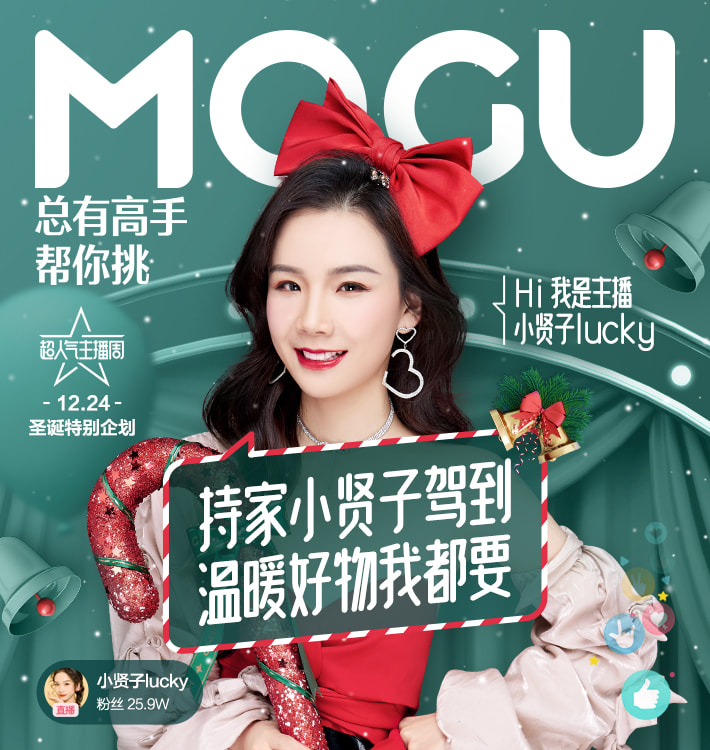 MOGU
总有高手
帮你挑
超人气主播周
- 12.24 -
圣诞特别企划
Hi 我是主播
小贤子lucky
持家小贤子驾到
温暖好物我都要
小贤子lucky
直播
粉丝 25.9W